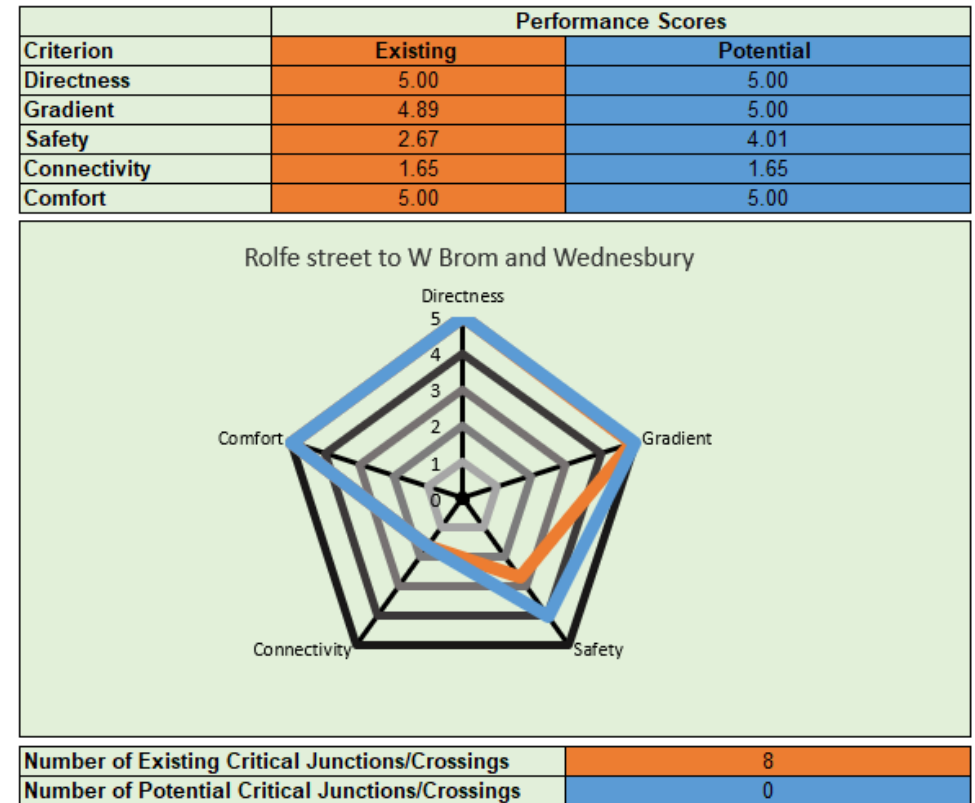 Performance Scores
Criterion Existing Potential
Directness 5.00 5.00
Gradient 4.89 5.00
Safety 2.67 4.01
Connectivity 1.65 1.65
Comfort 5.00 5.00
Rolfe street to W Brom and Wednesbury
Directness
5
4
3
2
1
0
Comfort
Gradient
Connectivity
Safety
Number of Existing Critical Junctions/Crossings 8
Number of Potential Critical Junctions/Crossings 0